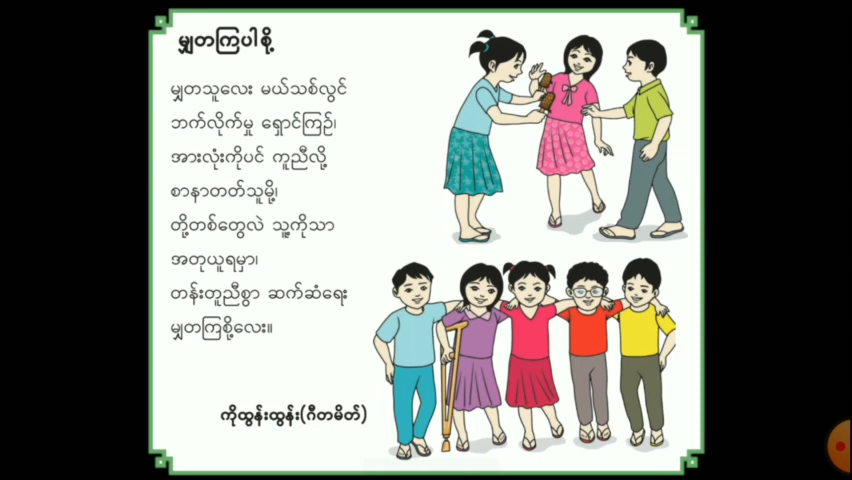 မျှတကြပါစို့
မျှတသူလေး မယ်သစ်လွင်
ဘက်လိုက်မှု ရှောင်ကြဉ်၊
အားလုံးကိုပင် ကူညီလို့
စာနာတတ်သူမို့၊
တို့တစ်တွေလဲ သူ့ကိုသာ
အတုယူရမှာ၊
တန်းတူညီစွာ ဆက်ဆံရေး
မျှတကြစို့လေး။
ကိုထွန်းထွန်း(ဂီတမိတ်)